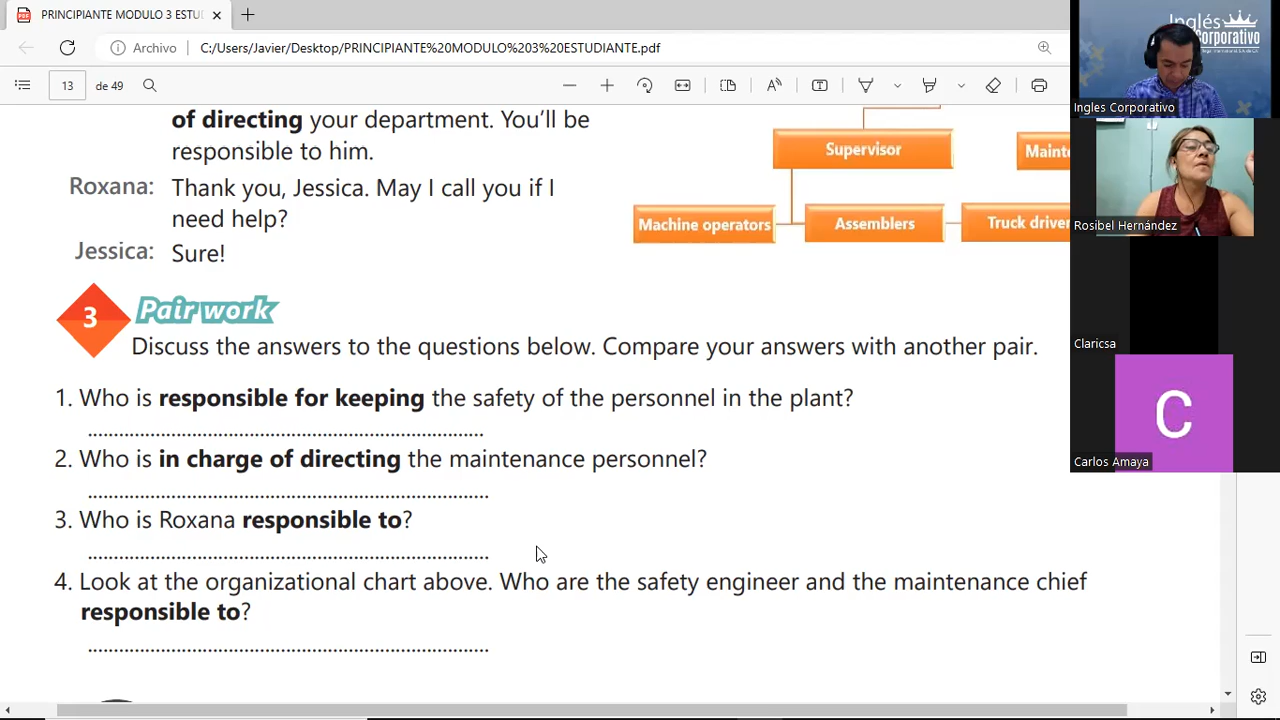 PRINCIPIANTE MODULO 3 ESTU
Archivo
C:/Users/Javier/Desktop/PRINCIPIANTE%20MODULO%203%20ESTUDIANTE.pdf
13
de 49
of directing your department. You'll be
responsible to him.
Roxana: Thank you, Jessica. May I call you if I
need help?
Jessica: Sure!
Supervisor
Maint
Machine operators
Assemblers
Truck driver
3
Pair work
Discuss the answers to the questions below. Compare your answers with another pair.
1. Who is responsible for keeping the safety of the personnel in the plant?
2. Who is in charge of directing the maintenance personnel?
3. Who is Roxana responsible to?
4. Look at the organizational chart above. Who are the safety engineer and the maintenance chief
responsible to?
Inglés
Corporativo
Ingles Corporativo
Rosibel Hernández
Claricsa
C
Carlos Amaya